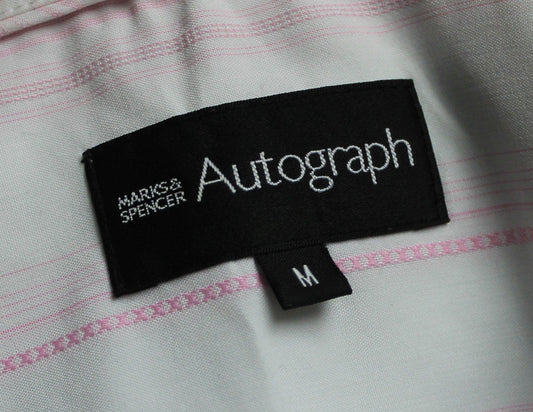 MARKS &
SPENCER
Autograph
M